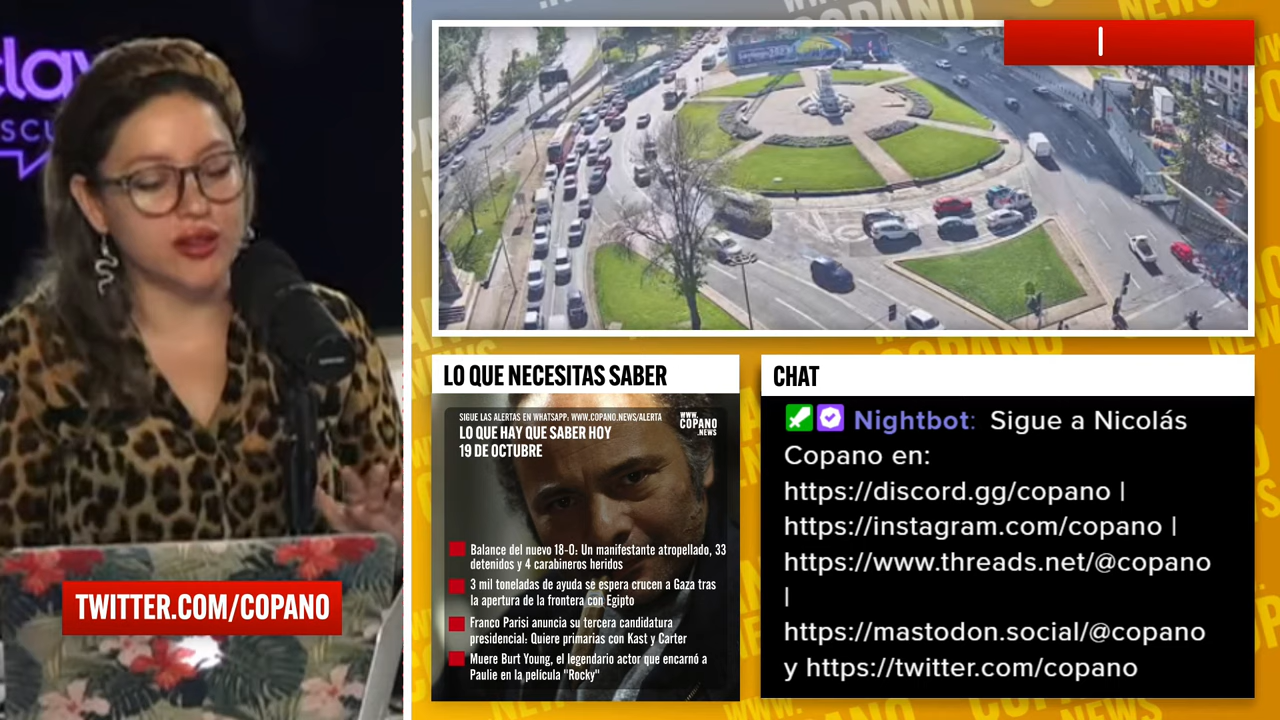 LO QUE NECESITAS SABER
SIGUE LAS ALERTAS EN WHATSAPP: WWW.COPANO.NEWS/ALERTA
WWW.
COPANO
.NEWS
LO QUE HAY QUE SABER HOY
19 DE OCTUBRE
Balance del nuevo 18-O: Un manifestante atropellado, 33
detenidos y 4 carabineros heridos
3 mil toneladas de ayuda se espera crucen a Gaza tras
la apertura de la frontera con Egipto
Franco Parisi anuncia su tercera candidatura
presidencial: Quiere primarias con Kast y Carter
Muere Burt Young, el legendario actor que encarnó a
Paulie en la película "Rocky"
CHAT
Nightbot: Sigue a Nicolás
Copano en:
https://discord.gg/copano |
https://instagram.com/copano |
https://www.threads.net/@copano
|
https://mastodon.social/@copano
y https://twitter.com/copano
TWITTER.COM/COPANO